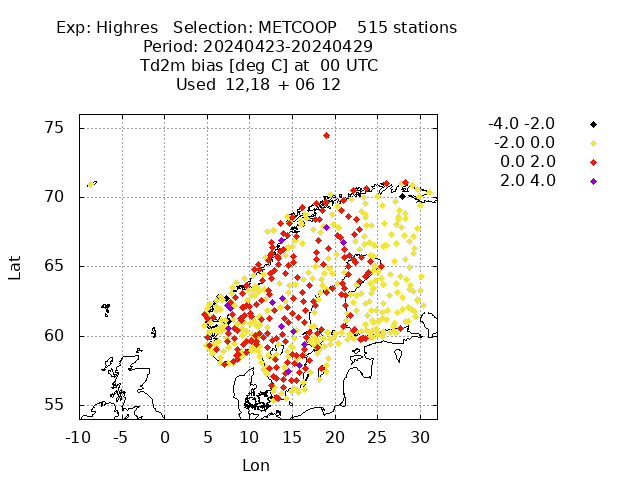 Exp: Highres Selection: METCOOP 515 stations
Period: 20240423-20240429
Td2m bias [deg C] at 00 UTC
Used 12,18 + 06 12
-4.0 -2.0
-2.0 0.0
0.0 2.0
2.0 4.0
75
70
65
60
55
Lat
-10 -5 0 5 10 15 20 25 30
Lon